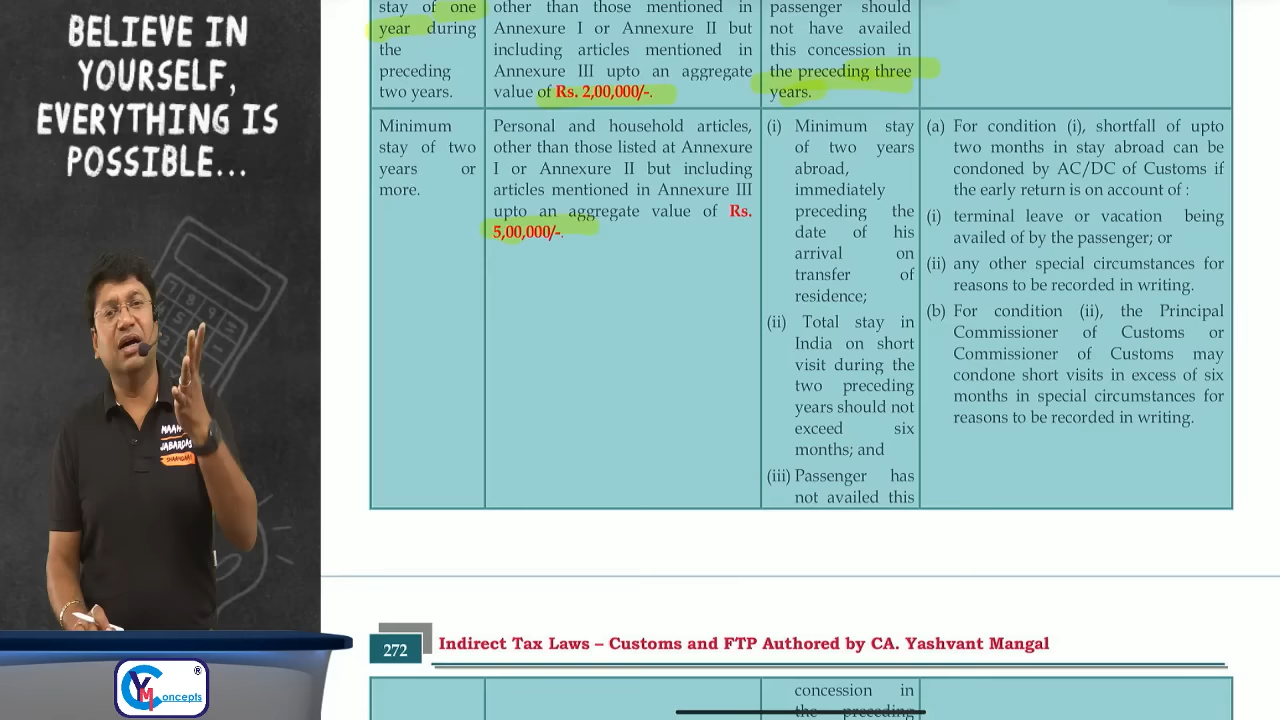 BELIEVE IN
YOURSELF,
EVERYTHING IS
POSSIBLE...
stay of one
year during
the
preceding
two years.
other than those mentioned in
Annexure I or Annexure II but
including articles mentioned in
Annexure III upto an aggregate
value of Rs. 2,00,000/-.
passenger should
not have availed
this concession in
the preceding three
years.
Minimum
stay of two
years or
more.
Personal and household articles,
other than those listed at Annexure
I or Annexure II but including
articles mentioned in Annexure III
upto an aggregate value of Rs.
5,00,000/-.
(i) Minimum stay
of two years
abroad,
immediately
preceding the
date of his
arrival on
transfer of
residence;
(ii) Total stay in
India on short
visit during the
two preceding
years should not
exceed six
months; and
(iii) Passenger has
not availed this
(a) For condition (i), shortfall of upto
two months in stay abroad can be
condoned by AC/DC of Customs if
the early return is on account of :
(i) terminal leave or vacation being
availed of by the passenger; or
(ii) any other special circumstances for
reasons to be recorded in writing.
(b) For condition (ii), the Principal
Commissioner of Customs or
Commissioner of Customs may
condone short visits in excess of six
months in special circumstances for
reasons to be recorded in writing.
272
Indirect Tax Laws – Customs and FTP Authored by CA. Yashvant Mangal
concession in
the preceding
JABARDAS
SHAANDAAR
YM Concepts ®